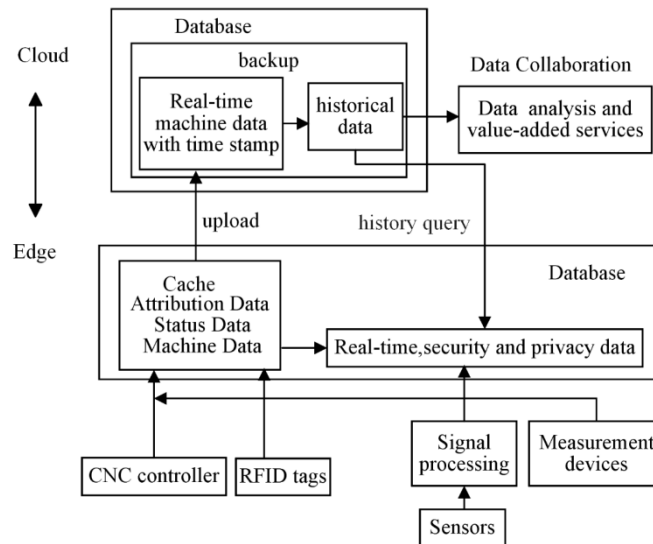 Database
Cloud
backup
Data Collaboration
Real-time
machine data
with time stamp
historical
data
Data analysis and
value-added services
upload
history query
Edge
Database
Cache
Attribution Data
Status Data
Machine Data
Real-time,security and privacy data
CNC controller
RFID tags
Signal
processing
Measurement
devices
Sensors